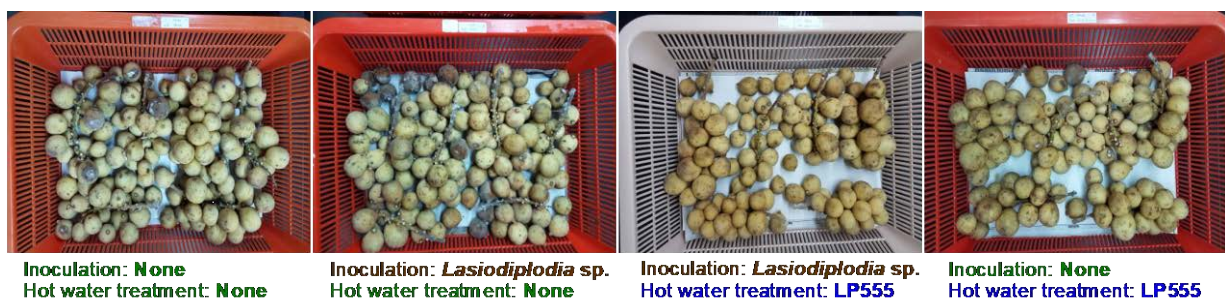 Inoculation: None
Hot water treatment: None
Inoculation: Lasiodiplodia sp.
Hot water treatment: None
Inoculation: Lasiodiplodia sp.
Hot water treatment: LP555
Inoculation: None
Hot water treatment: LP555